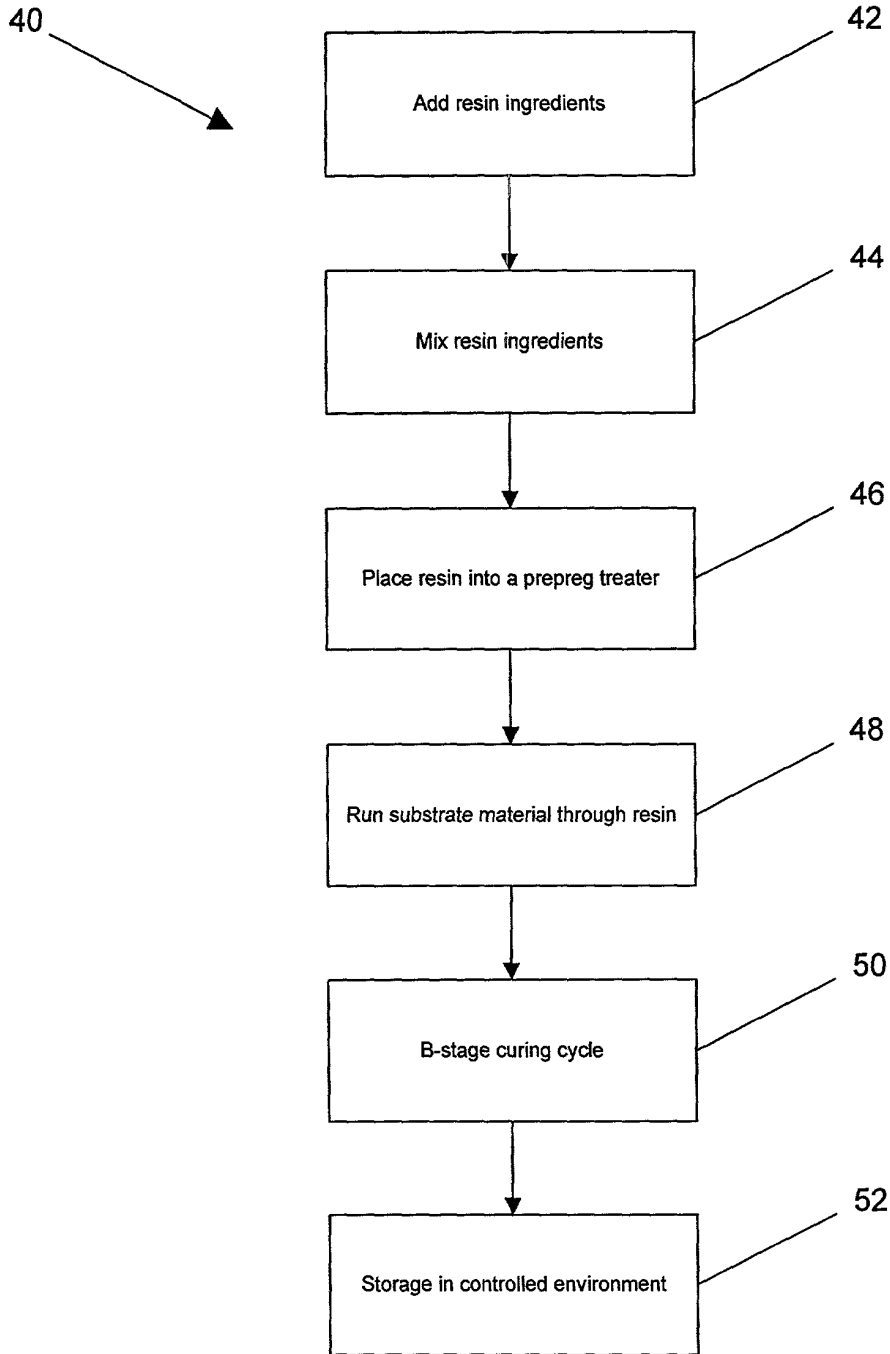 40
42
Add resin ingredients
44
Mix resin ingredients
46
Place resin into a prepreg treater
48
Run substrate material through resin
50
B-stage curing cycle
52
Storage in controlled environment